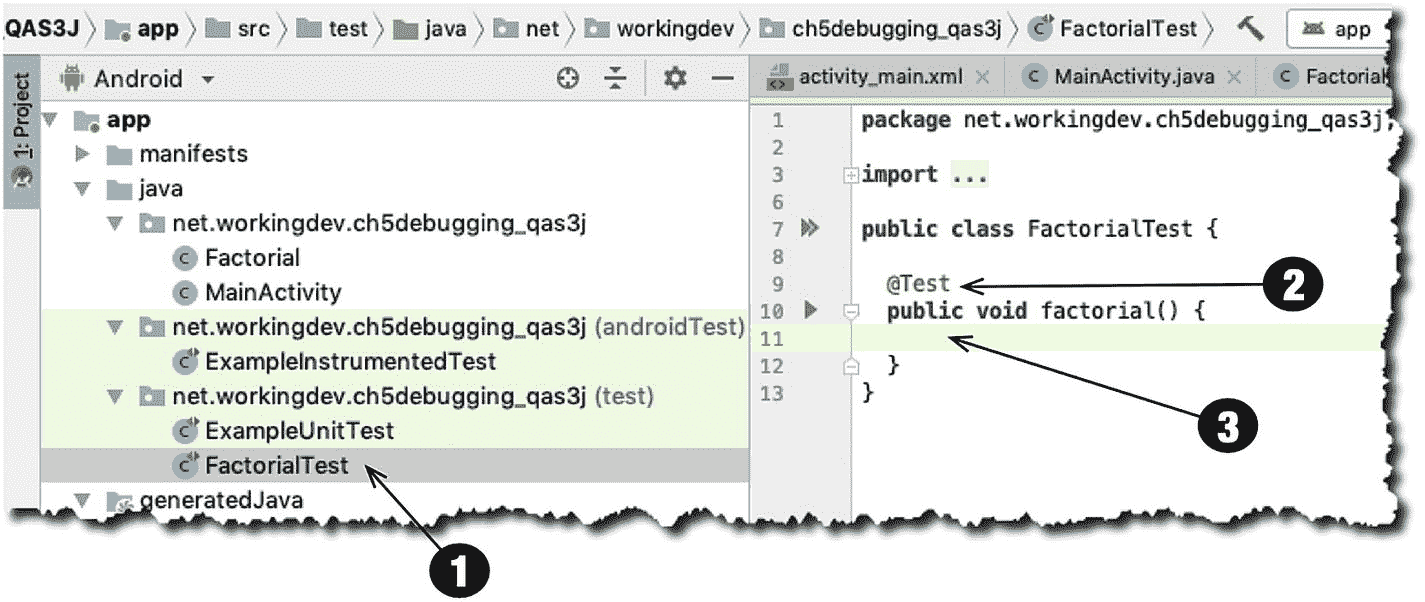 _QAS3J app src test java net workingdev ch5debugging_qas3j FactorialTest app
1: Project
Android
app
manifests
java
net.workingdev.ch5debugging_qas3j
Factorial
MainActivity
net.workingdev.ch5debugging_qas3j (androidTest)
ExampleInstrumentedTest
net.workingdev.ch5debugging_qas3j (test)
ExampleUnitTest
FactorialTest
generatedJava
1
activity_main.xml MainActivity.java
1 package net.workingdev.ch5debugging_qas3j;
2
3 import ...
6
7 public class FactorialTest {
8
9 @Test
2
10 public void factorial() {
11
3
12 }
13 }